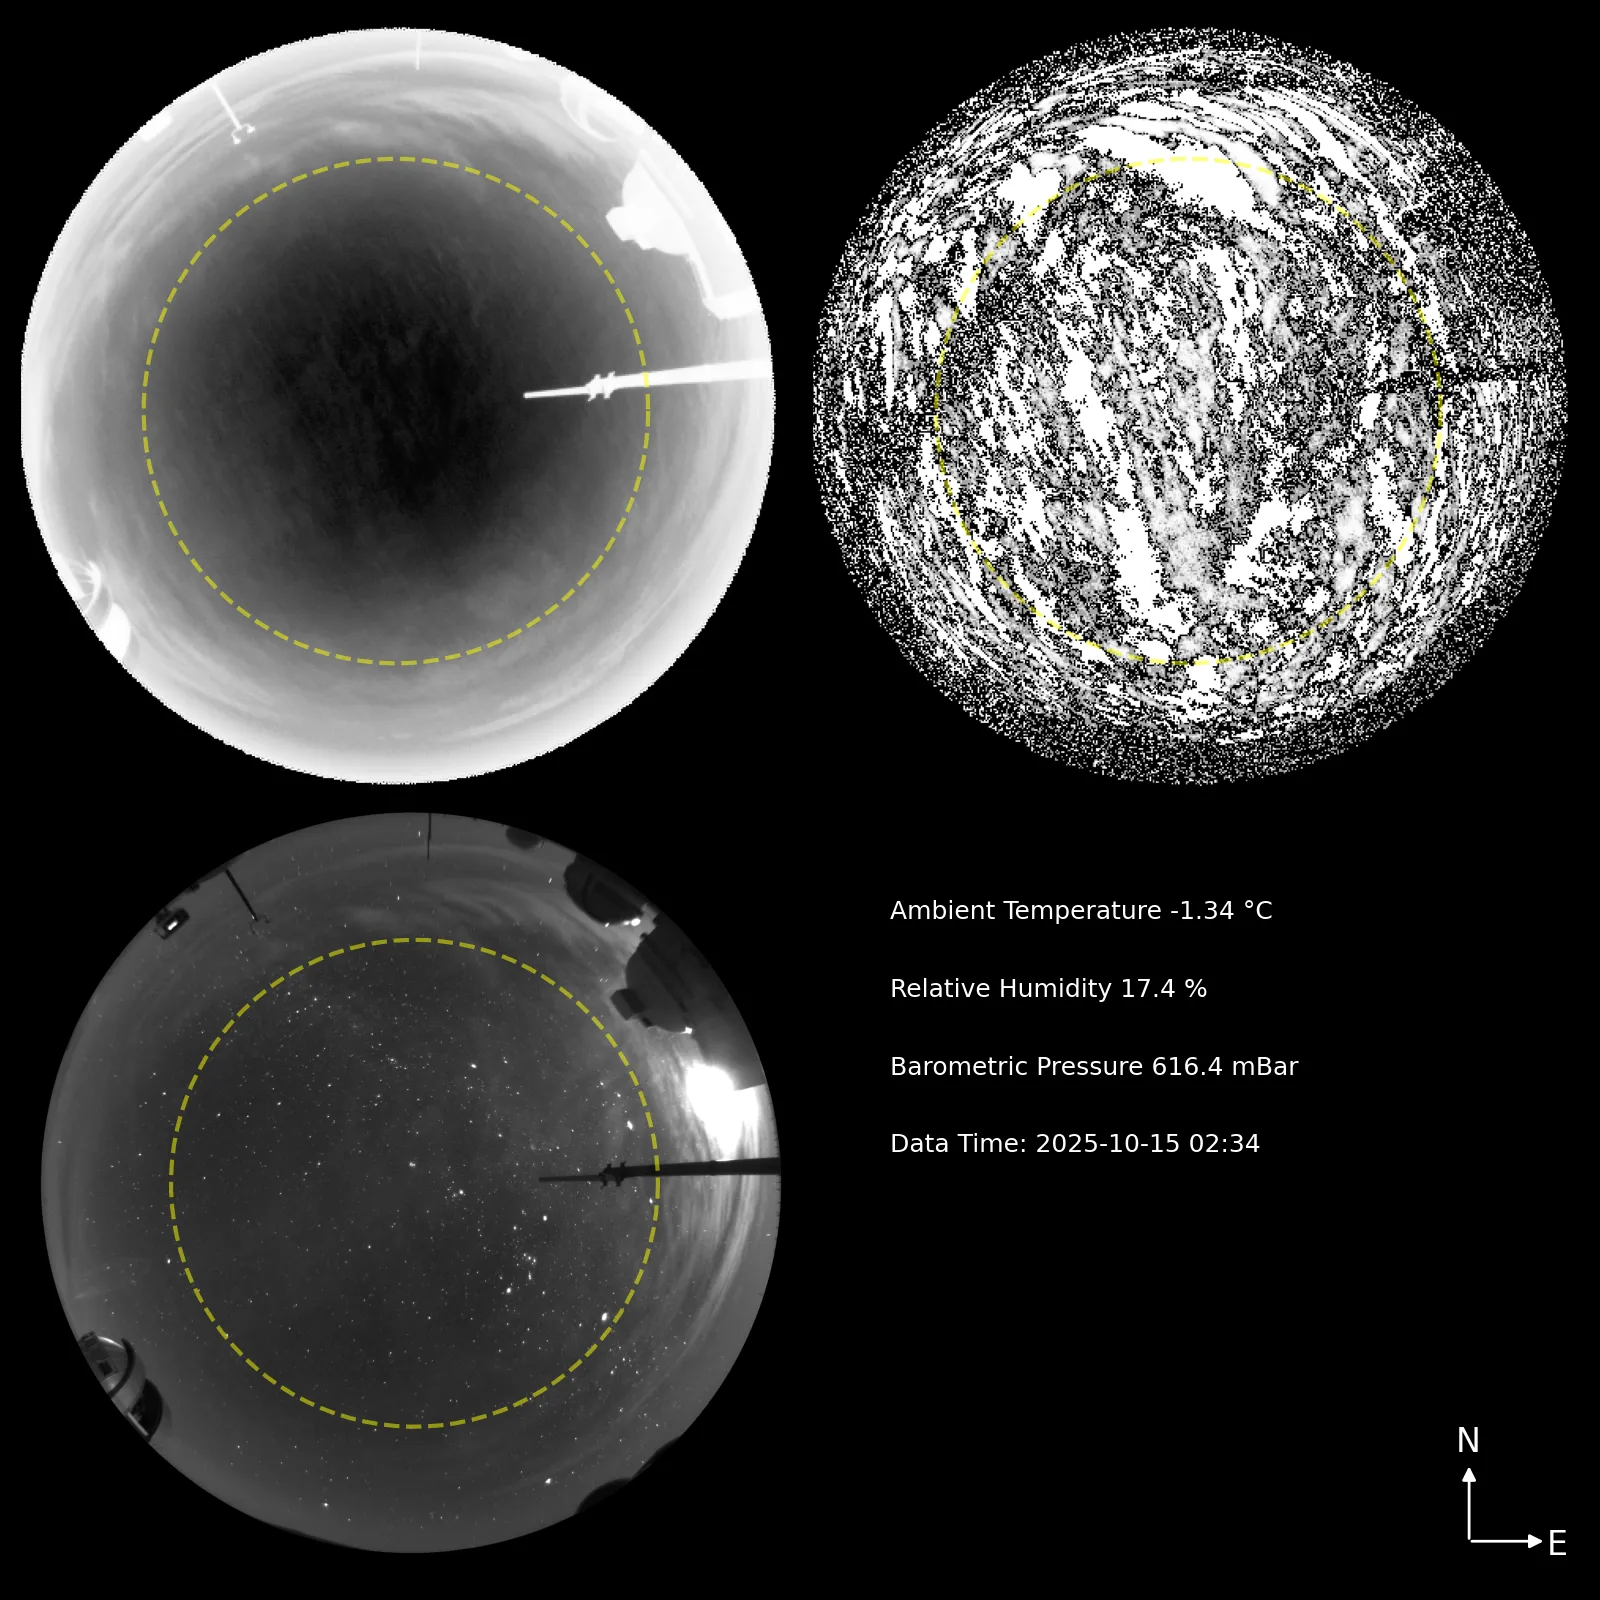 Ambient Temperature -1.34 °C
Relative Humidity 17.4 %
Barometric Pressure 616.4 mBar
Data Time: 2025-10-15 02:34
N
E